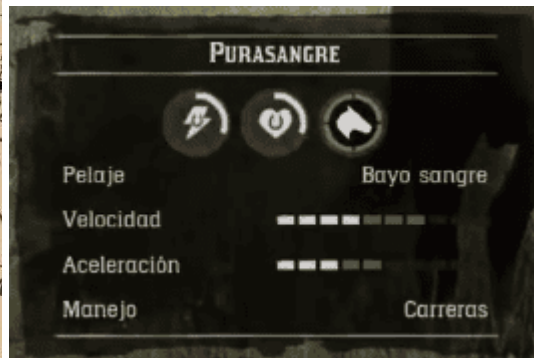 PURASANGRE
Pelaje Bayo sangre
Velocidad
Aceleración
Manejo Carreras